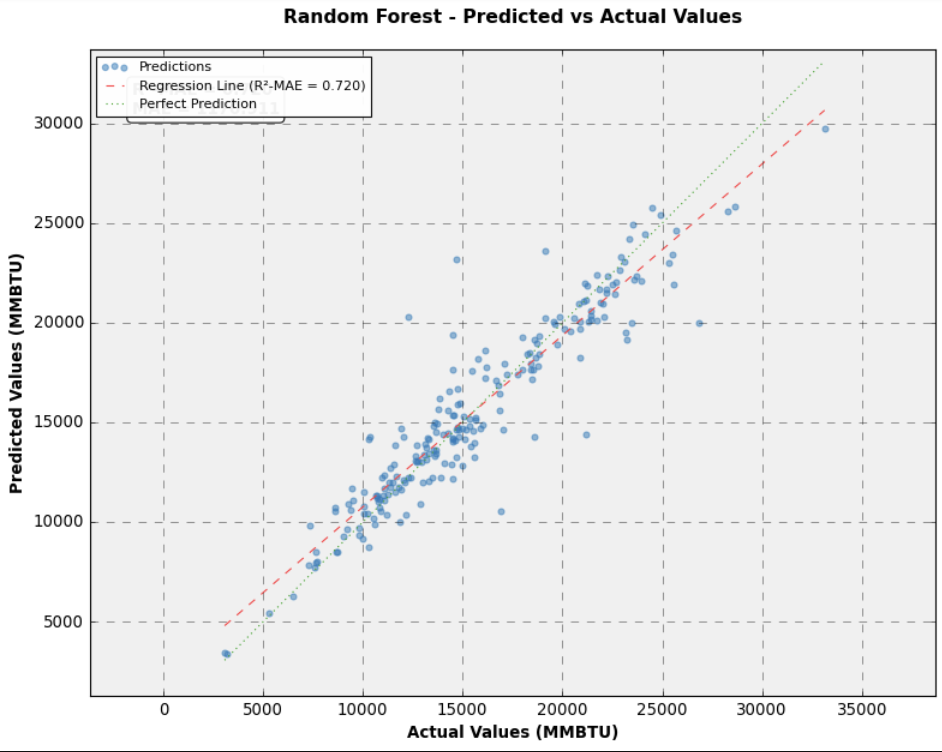 Random Forest - Predicted vs Actual Values
Predictions
Regression Line (R²-MAE = 0.720)
Perfect Prediction
30000
25000
20000
15000
10000
5000
Predicted Values (MMBTU)
0 5000 10000 15000 20000 25000 30000 35000
Actual Values (MMBTU)